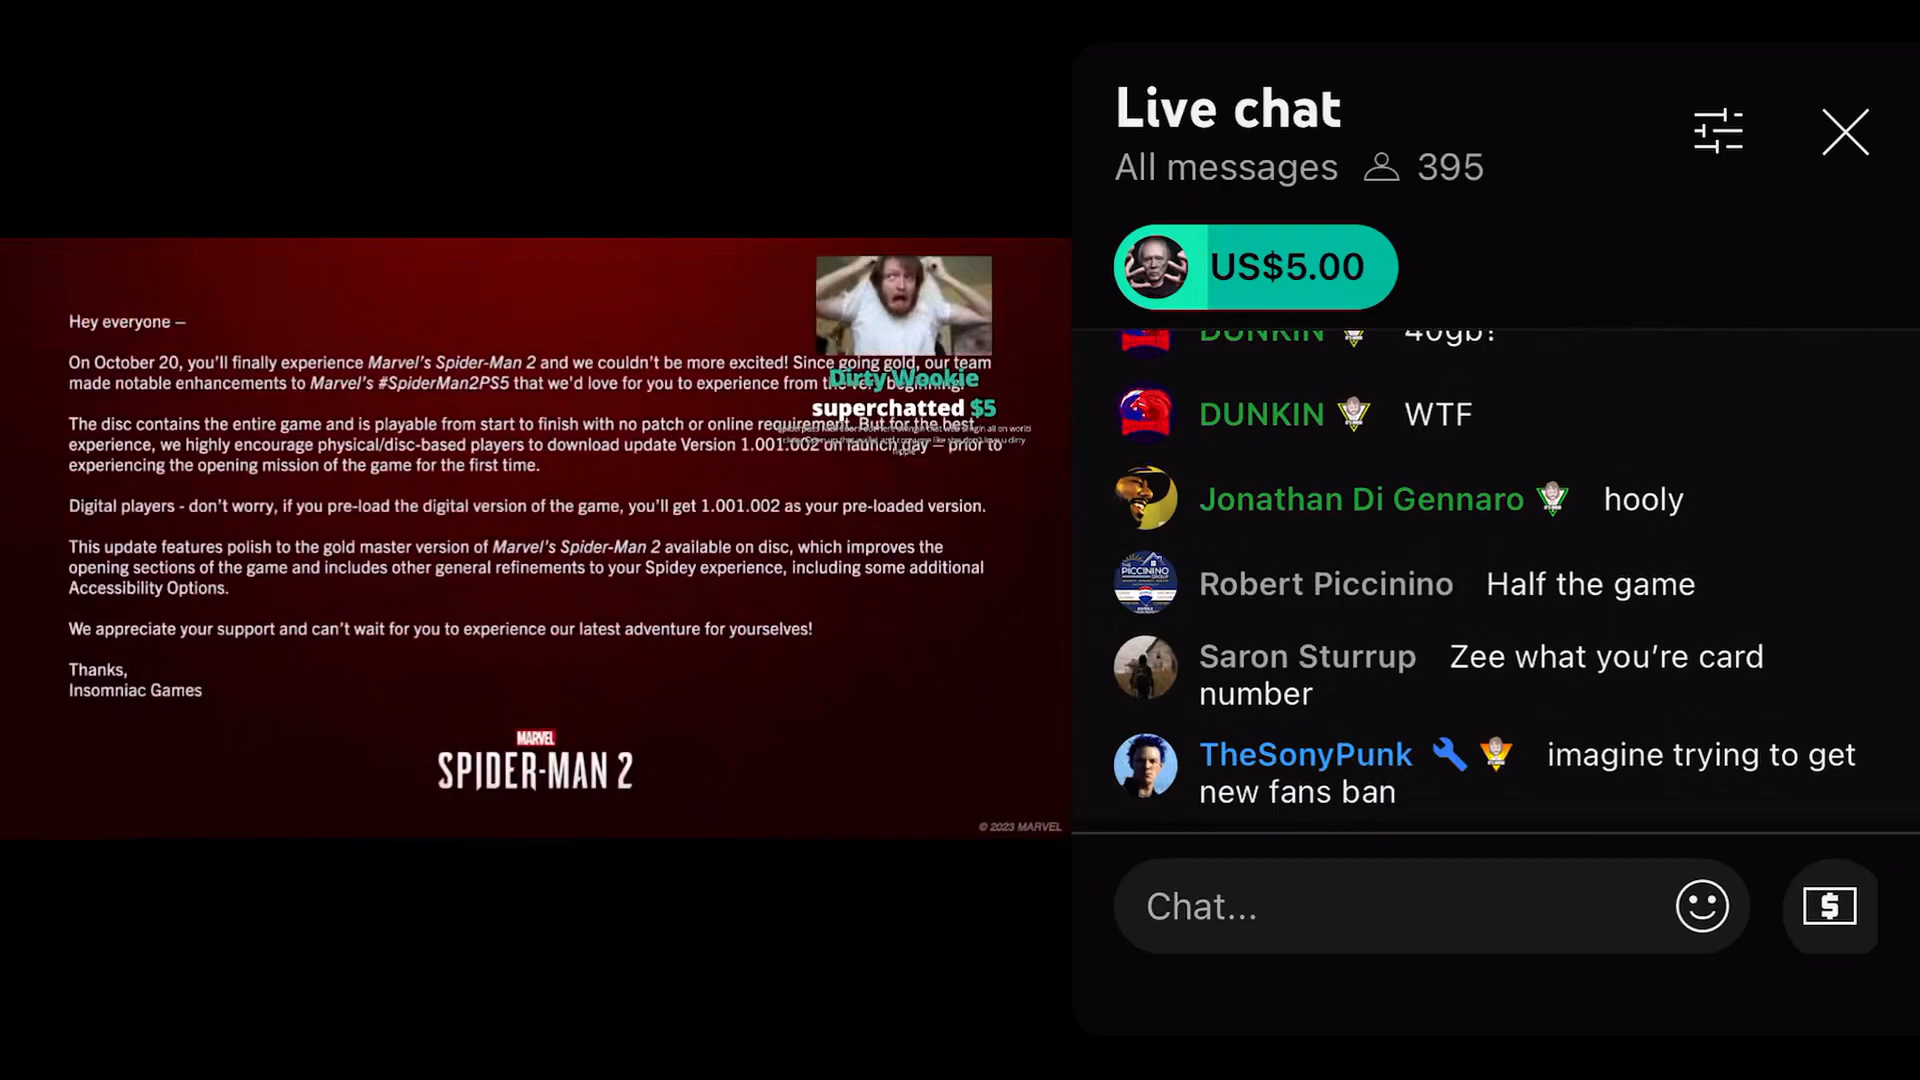 Hey everyone –
On October 20, you'll finally experience Marvel's Spider-Man 2 and we couldn't be more excited! Since going gold, our team
made notable enhancements to Marvel's #SpiderMan2PS5 that we'd love for you to experience from the very beginning!
The disc contains the entire game and is playable from start to finish with no patch or online requirement. But for the best
experience, we highly encourage physical/disc-based players to download update Version 1.001.002 on launch day – prior to
experiencing the opening mission of the game for the first time.
Digital players - don't worry, if you pre-load the digital version of the game, you'll get 1.001.002 as your pre-loaded version.
This update features polish to the gold master version of Marvel's Spider-Man 2 available on disc, which improves the
opening sections of the game and includes other general refinements to your Spidey experience, including some additional
Accessibility Options.
We appreciate your support and can't wait for you to experience our latest adventure for yourselves!
Thanks,
Insomniac Games
MARVEL
SPIDER-MAN 2
© 2023 MARVEL
Dirty Wookie
superchatted $5
Live chat
All messages 395
US$5.00
DUNKIN 40gb?
DUNKIN WTF
Jonathan Di Gennaro hooly
PICCININO
Robert Piccinino Half the game
Saron Sturrup Zee what you're card
number
TheSonyPunk imagine trying to get
new fans ban
Chat...
$